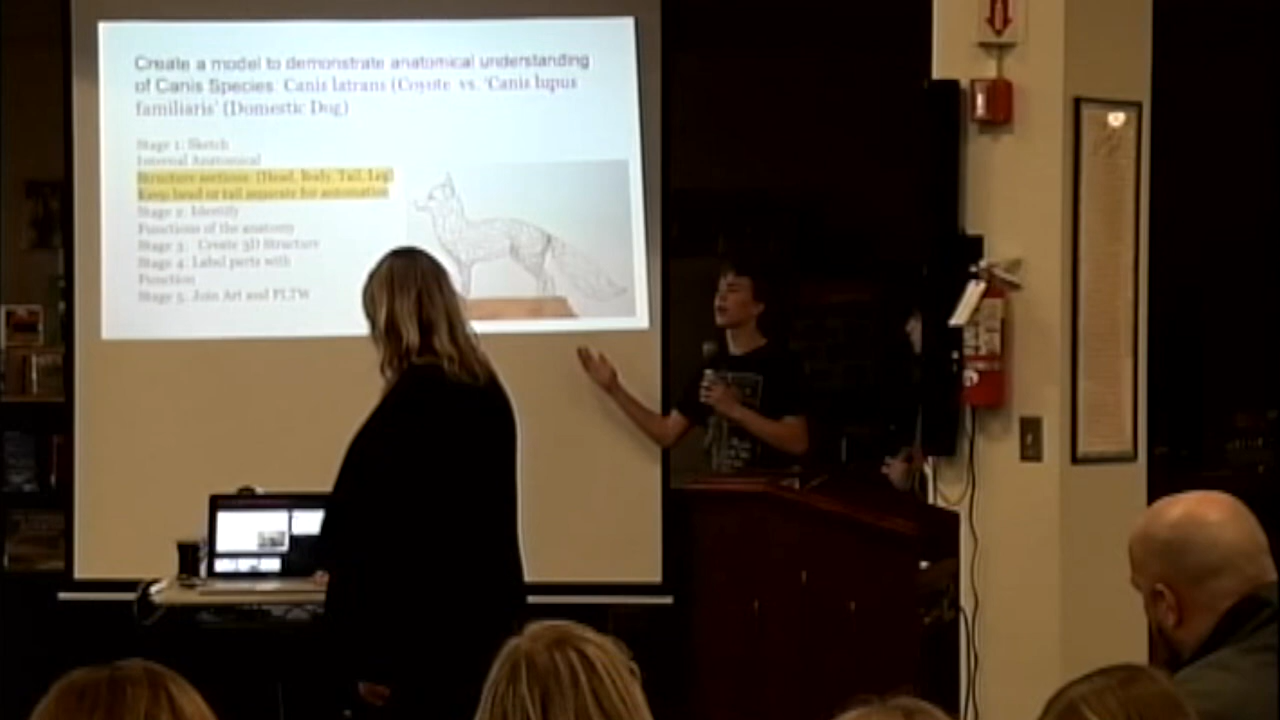 Create a model to demonstrate anatomical understanding
of Canis Species: Canis latrans (Coyote vs. 'Canis lupus
familiaris' (Domestic Dog)
Stage 1: Sketch
Internal Anatomical
Structure sections: (Head, Body, Tail, Leg)
Keep head or tail separate for automation
Stage 2: Identify
Functions of the anatomy
Stage 3: Create 3D Structure
Stage 4: Label parts with
Function
Stage 5. Join Art and PLTW